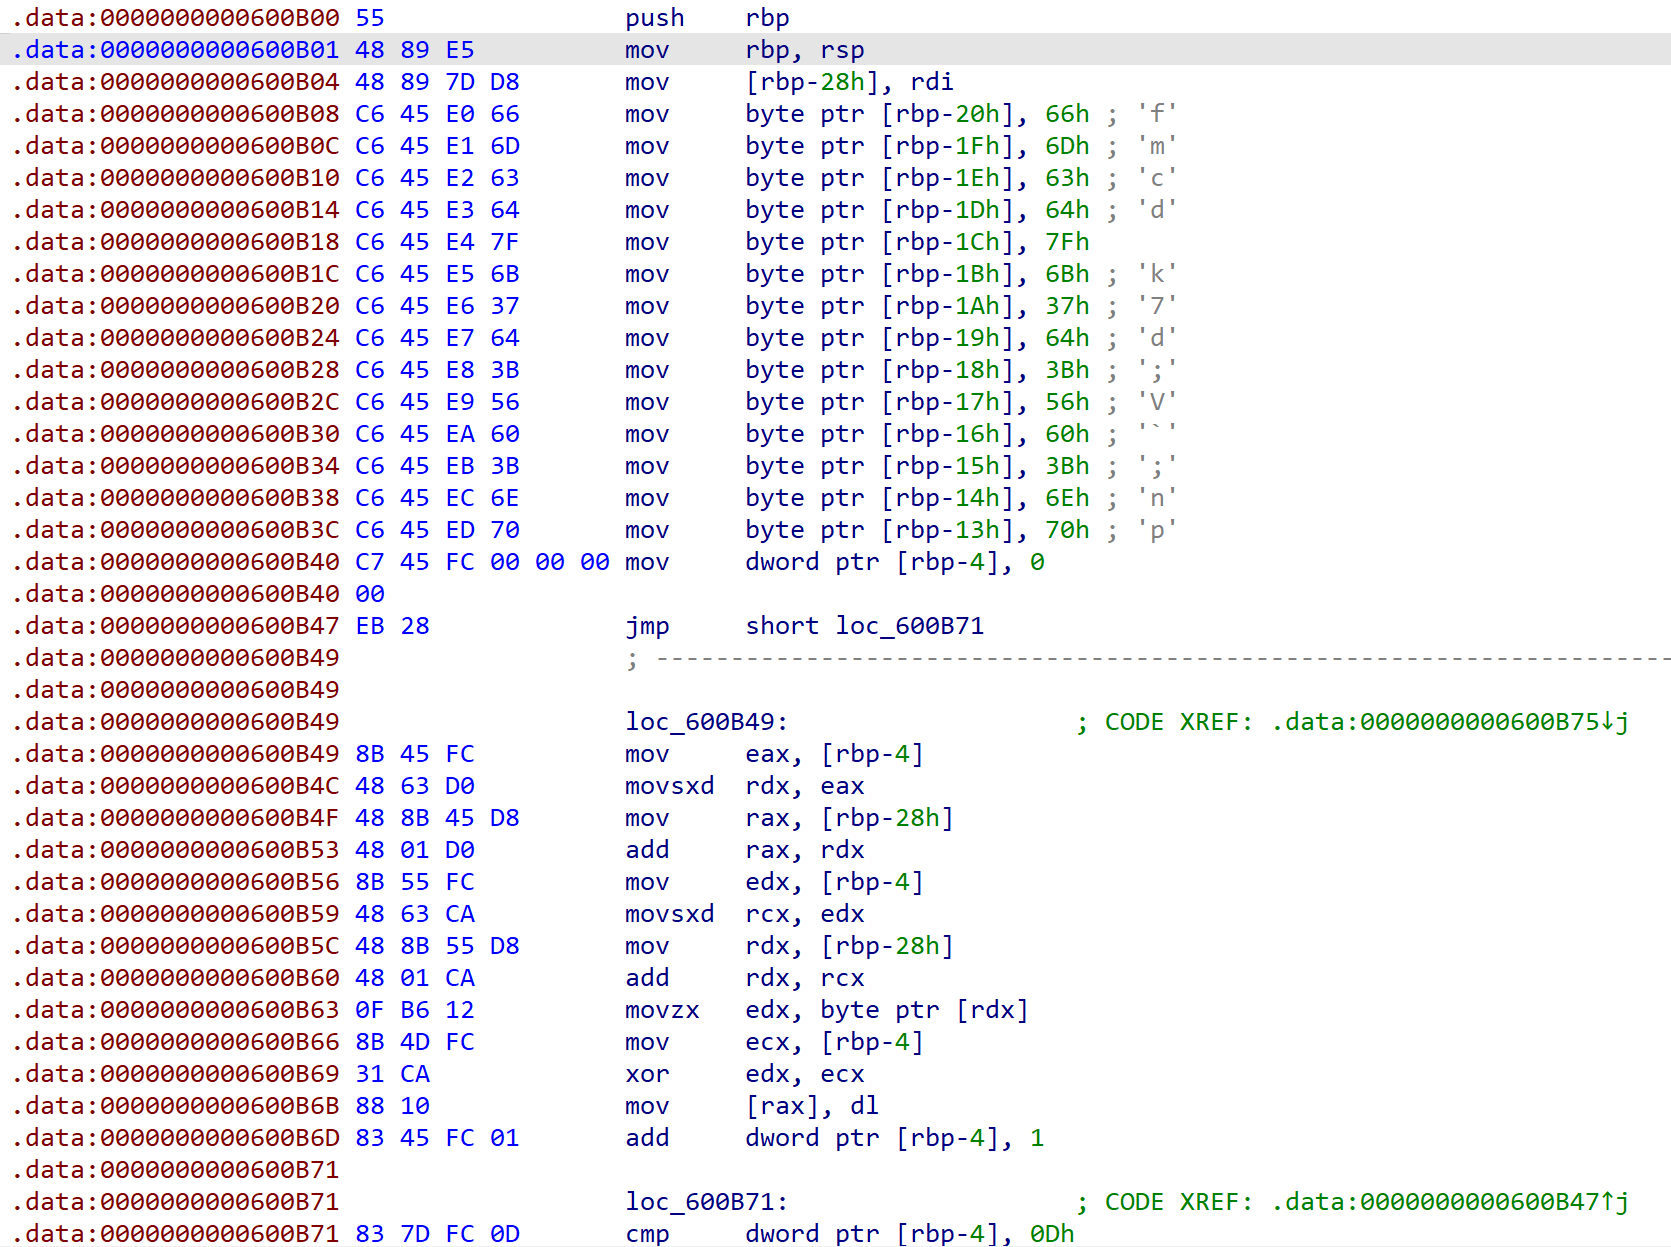 .data:0000000000600B00 55 push rbp
.data:0000000000600B01 48 89 E5 mov rbp, rsp
.data:0000000000600B04 48 89 7D D8 mov [rbp-28h], rdi
.data:0000000000600B08 C6 45 E0 66 mov byte ptr [rbp-20h], 66h ; 'f'
.data:0000000000600B0C C6 45 E1 6D mov byte ptr [rbp-1Fh], 6Dh ; 'm'
.data:0000000000600B10 C6 45 E2 63 mov byte ptr [rbp-1Eh], 63h ; 'c'
.data:0000000000600B14 C6 45 E3 64 mov byte ptr [rbp-1Dh], 64h ; 'd'
.data:0000000000600B18 C6 45 E4 7F mov byte ptr [rbp-1Ch], 7Fh
.data:0000000000600B1C C6 45 E5 6B mov byte ptr [rbp-1Bh], 6Bh ; 'k'
.data:0000000000600B20 C6 45 E6 37 mov byte ptr [rbp-1Ah], 37h ; '7'
.data:0000000000600B24 C6 45 E7 64 mov byte ptr [rbp-19h], 64h ; 'd'
.data:0000000000600B28 C6 45 E8 3B mov byte ptr [rbp-18h], 3Bh ; ';'
.data:0000000000600B2C C6 45 E9 56 mov byte ptr [rbp-17h], 56h ; 'V'
.data:0000000000600B30 C6 45 EA 60 mov byte ptr [rbp-16h], 60h ; '`'
.data:0000000000600B34 C6 45 EB 3B mov byte ptr [rbp-15h], 3Bh ; ';'
.data:0000000000600B38 C6 45 EC 6E mov byte ptr [rbp-14h], 6Eh ; 'n'
.data:0000000000600B3C C6 45 ED 70 mov byte ptr [rbp-13h], 70h ; 'p'
.data:0000000000600B40 C7 45 FC 00 00 00 mov dword ptr [rbp-4], 0
.data:0000000000600B40 00
.data:0000000000600B47 EB 28 jmp short loc_600B71
.data:0000000000600B49 ; --------------------------------------------------------------------
.data:0000000000600B49
.data:0000000000600B49 loc_600B49: ; CODE XREF: .data:0000000000600B75↓j
.data:0000000000600B49 8B 45 FC mov eax, [rbp-4]
.data:0000000000600B4C 48 63 D0 movsxd rdx, eax
.data:0000000000600B4F 48 8B 45 D8 mov rax, [rbp-28h]
.data:0000000000600B53 48 01 D0 add rax, rdx
.data:0000000000600B56 8B 55 FC mov edx, [rbp-4]
.data:0000000000600B59 48 63 CA movsxd rcx, edx
.data:0000000000600B5C 48 8B 55 D8 mov rdx, [rbp-28h]
.data:0000000000600B60 48 01 CA add rdx, rcx
.data:0000000000600B63 0F B6 12 movzx edx, byte ptr [rdx]
.data:0000000000600B66 8B 4D FC mov ecx, [rbp-4]
.data:0000000000600B69 31 CA xor edx, ecx
.data:0000000000600B6B 88 10 mov [rax], dl
.data:0000000000600B6D 83 45 FC 01 add dword ptr [rbp-4], 1
.data:0000000000600B71
.data:0000000000600B71 loc_600B71: ; CODE XREF: .data:0000000000600B47↑j
.data:0000000000600B71 83 7D FC 0D cmp dword ptr [rbp-4], 0Dh